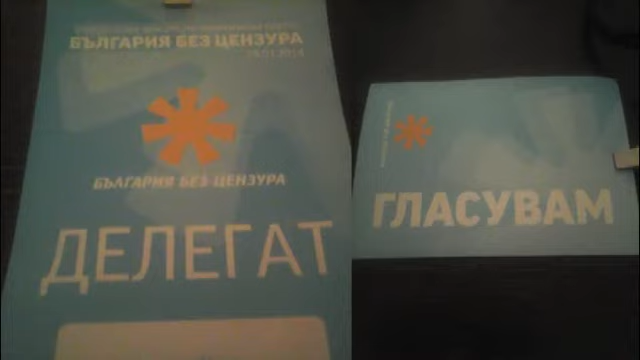 БЪЛГАРИЯ БЕЗ ЦЕНЗУРА
БЪЛГАРИЯ БЕЗ ЦЕНЗУРА
ДЕЛЕГАТ
ГЛАСУВАМ